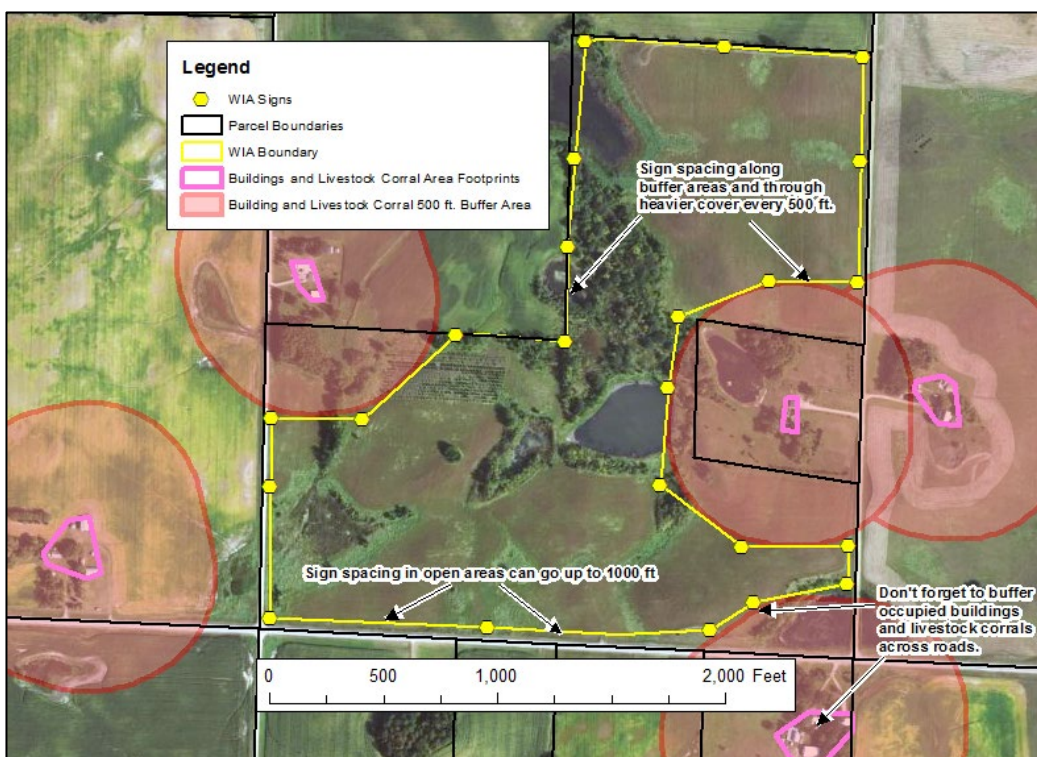 Legend
WIA Signs
Parcel Boundaries
WIA Boundary
Buildings and Livestock Corral Area Footprints
Building and Livestock Corral 500 ft. Buffer Area
Sign spacing along
buffer areas and through
heavier cover every 500 ft.
Sign spacing in open areas can go up to 1000 ft
Don't forget to buffer
occupied buildings
and livestock corrals
across roads.
0 500 1,000 2,000 Feet